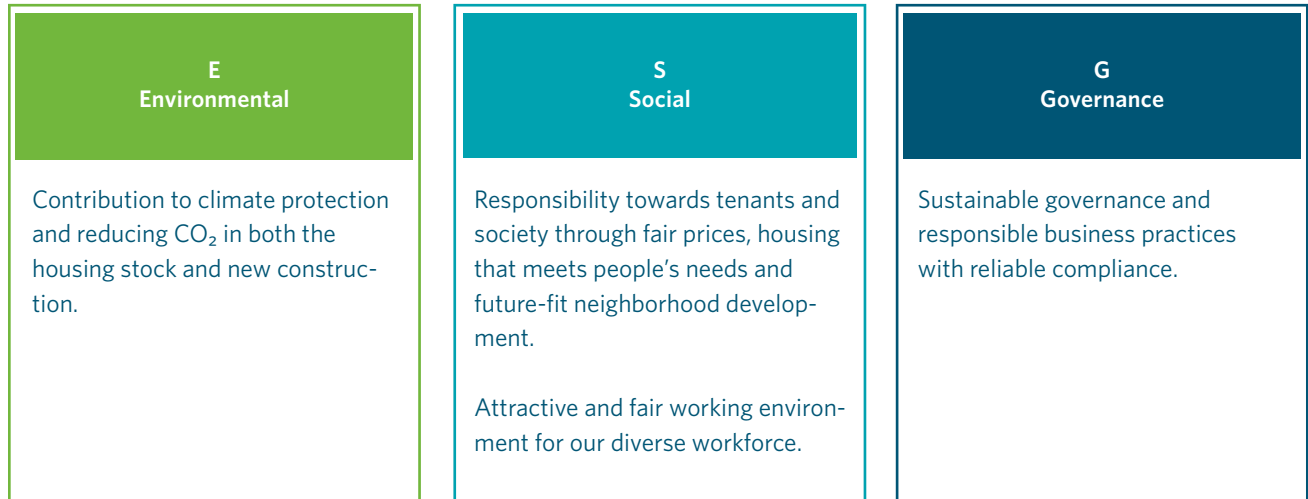 E
Environmental
Contribution to climate protection
and reducing CO₂ in both the
housing stock and new construc-
tion.
S
Social
Responsibility towards tenants and
society through fair prices, housing
that meets people’s needs and
future-fit neighborhood develop-
ment.
Attractive and fair working environ-
ment for our diverse workforce.
G
Governance
Sustainable governance and
responsible business practices
with reliable compliance.